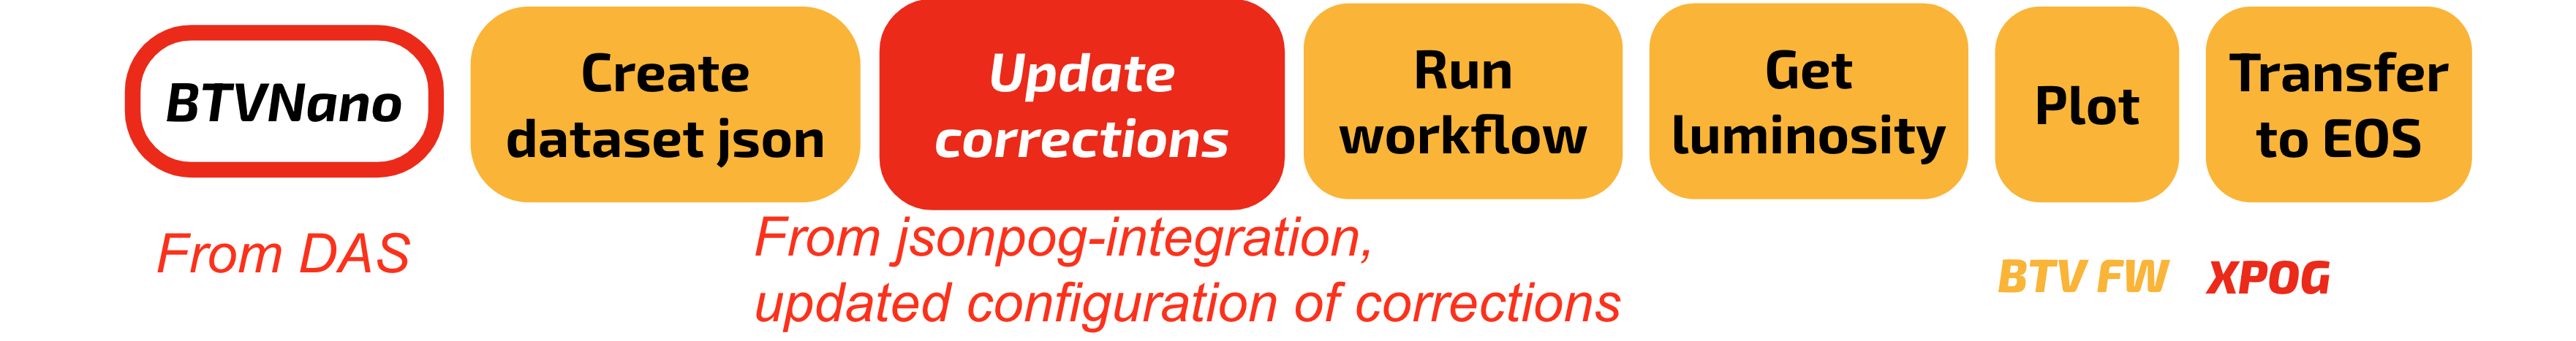 BTVNano
Create
dataset json
Update
corrections
Run
workflow
Get
luminosity
Plot
Transfer
to EOS
From DAS
From jsonpog-integration,
updated configuration of corrections
BTV FW
XPOG